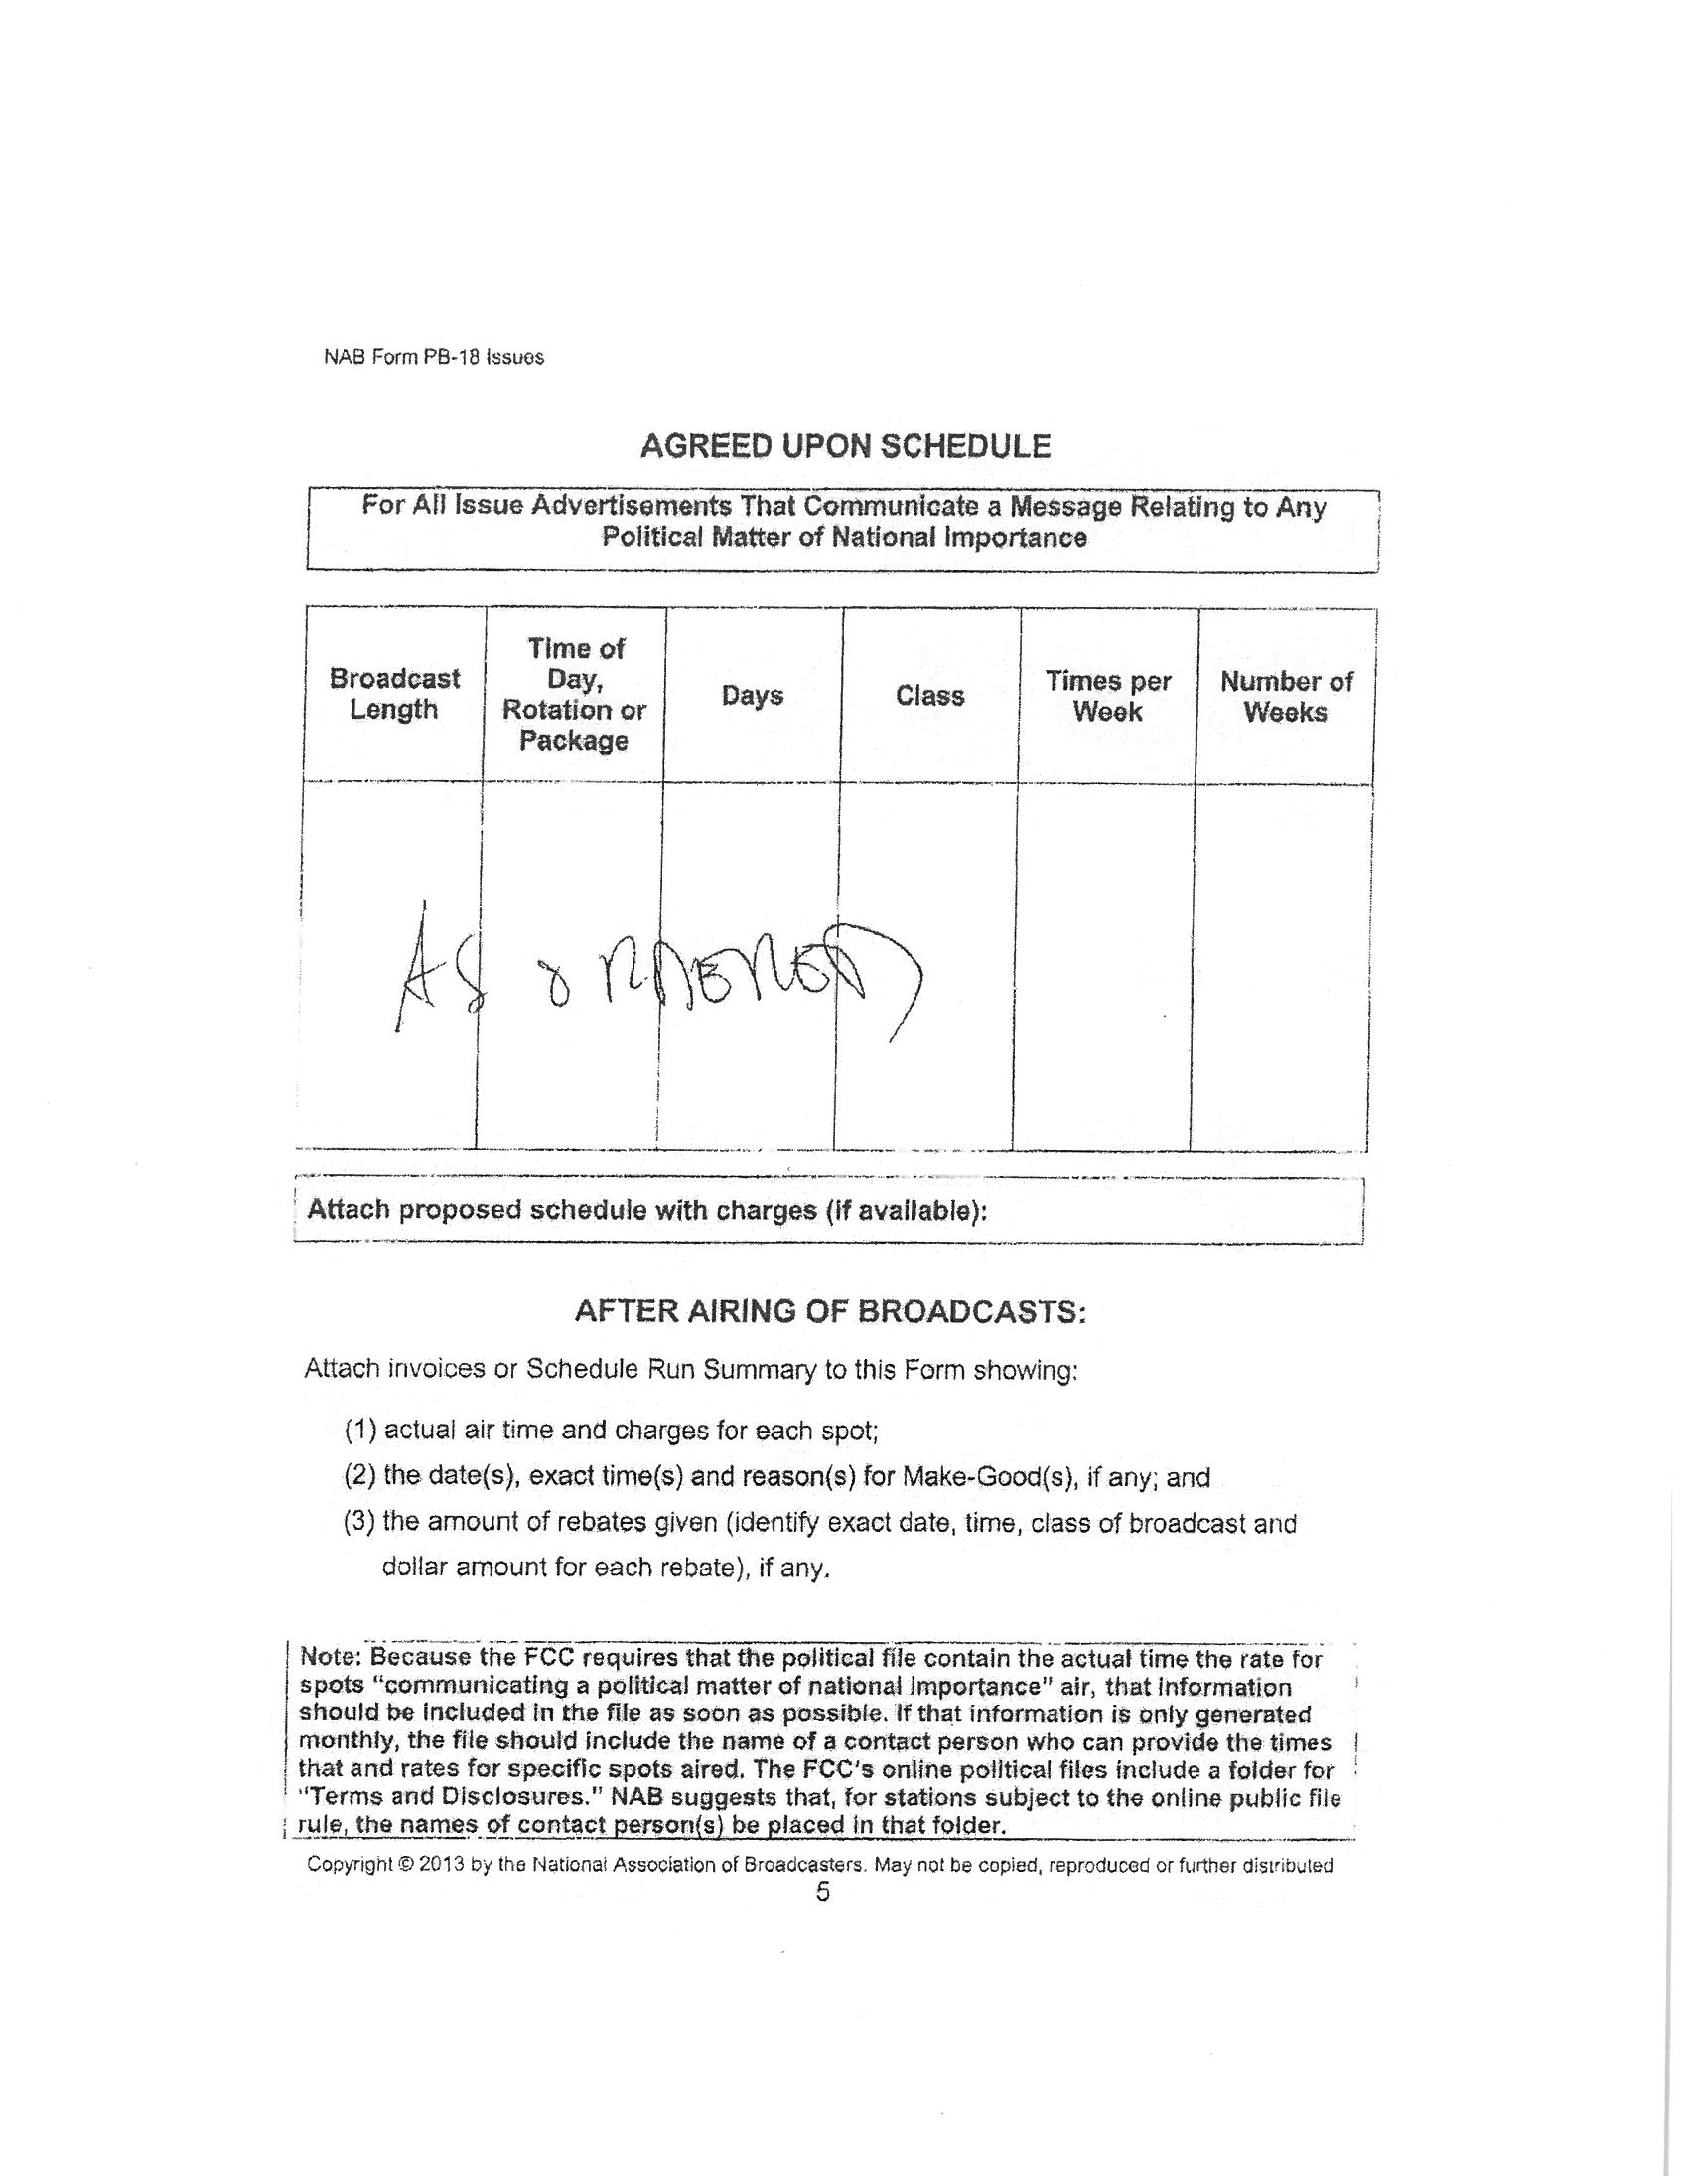 NAB Form PB-18 Issues
AGREED UPON SCHEDULE
For All Issue Advertisements That Communicate a Message Relating to Any
Political Matter of National Importance
Broadcast
Length
Time of
Day,
Rotation or
Package
Days
Class
Times per
Week
Number of
Weeks
AS ORDERED
Attach proposed schedule with charges (if available):
AFTER AIRING OF BROADCASTS:
Attach invoices or Schedule Run Summary to this Form showing:
(1) actual air time and charges for each spot;
(2) the date(s), exact time(s) and reason(s) for Make-Good(s), if any; and
(3) the amount of rebates given (identify exact date, time, class of broadcast and
dollar amount for each rebate), if any.
Note: Because the FCC requires that the political file contain the actual time the rate for
spots "communicating a political matter of national importance" air, that information
should be included in the file as soon as possible. If that information is only generated
monthly, the file should include the name of a contact person who can provide the times
that and rates for specific spots aired. The FCC's online political files include a folder for
"Terms and Disclosures." NAB suggests that, for stations subject to the online public file
rule, the names of contact person(s) be placed in that folder.
Copyright © 2013 by the National Association of Broadcasters. May not be copied, reproduced or further distributed
5